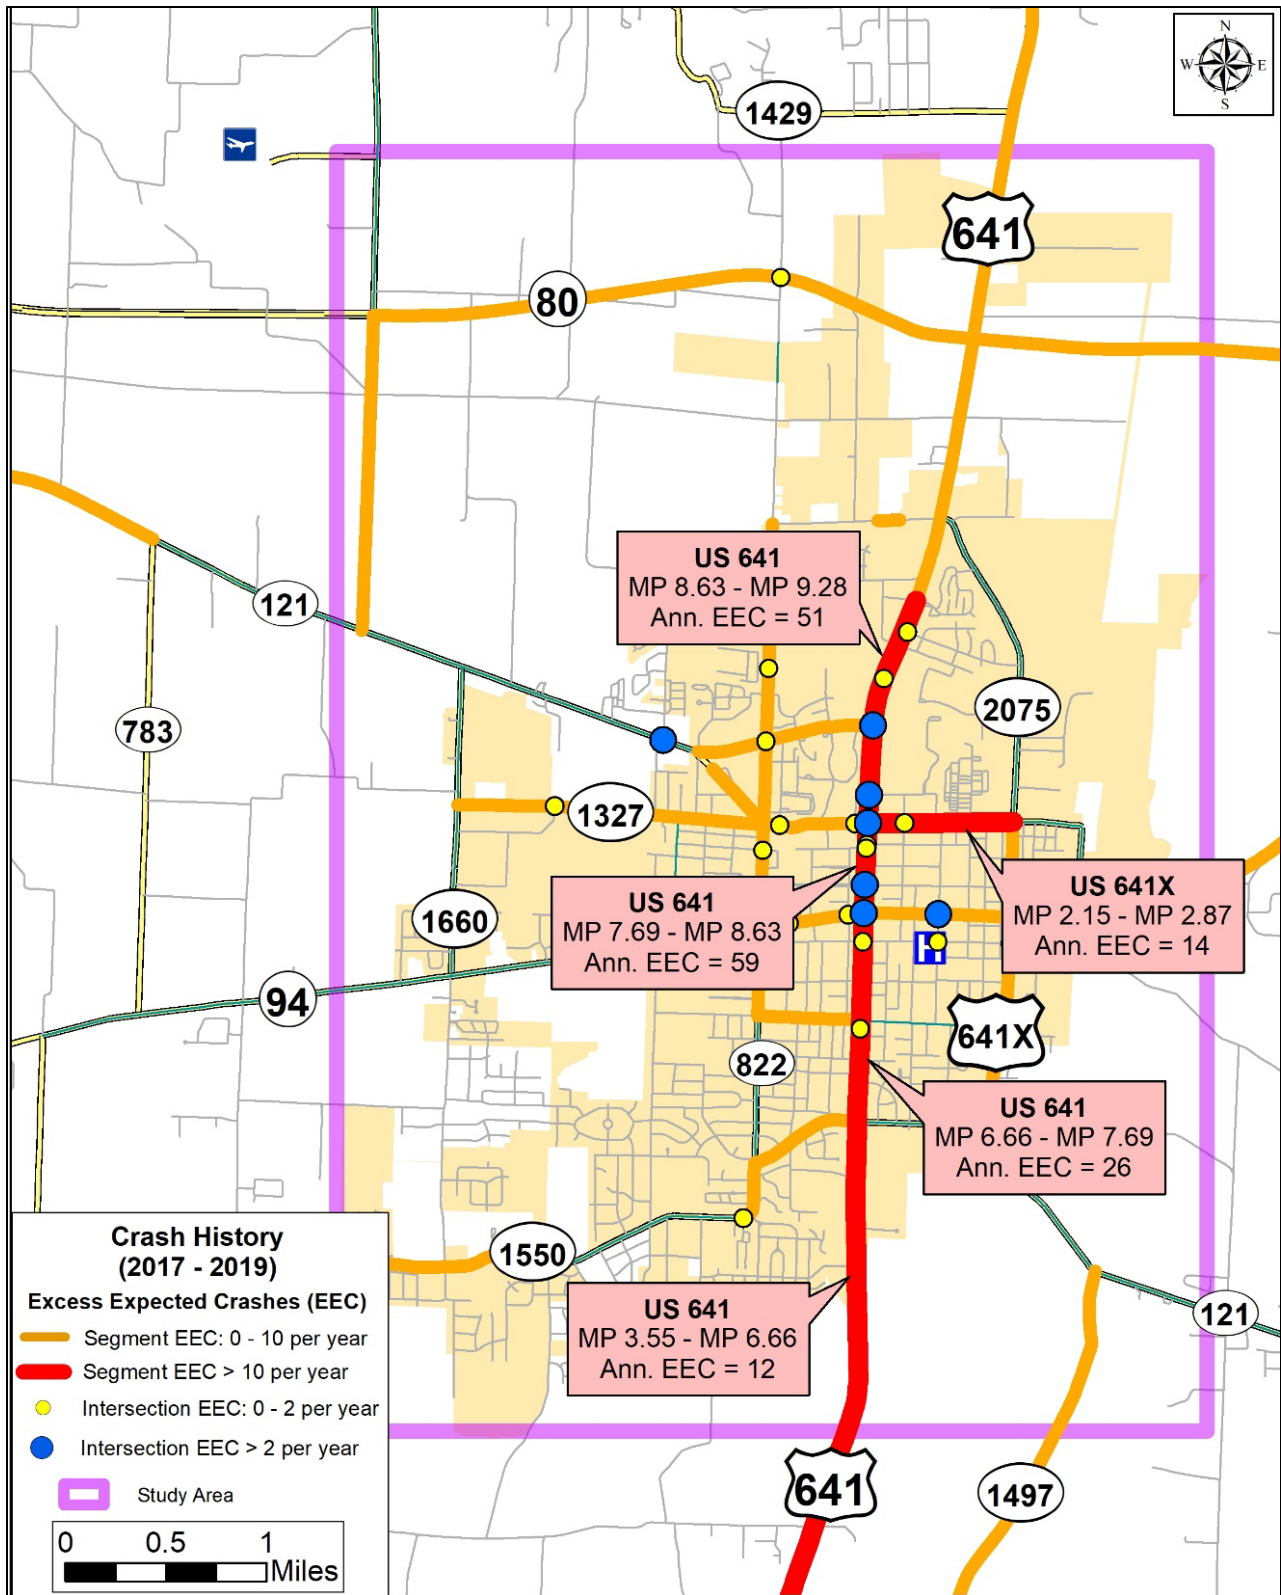 N
W E
S
1429
641
80
US 641
MP 8.63 - MP 9.28
Ann. EEC = 51
121
783
2075
1327
US 641
MP 7.69 - MP 8.63
Ann. EEC = 59
US 641X
MP 2.15 - MP 2.87
Ann. EEC = 14
1660
H
94
641X
822
US 641
MP 6.66 - MP 7.69
Ann. EEC = 26
1550
US 641
MP 3.55 - MP 6.66
Ann. EEC = 12
121
641
1497
Crash History
(2017 - 2019)
Excess Expected Crashes (EEC)
Segment EEC: 0 - 10 per year
Segment EEC > 10 per year
Intersection EEC: 0 - 2 per year
Intersection EEC > 2 per year
Study Area
0 0.5 1
Miles